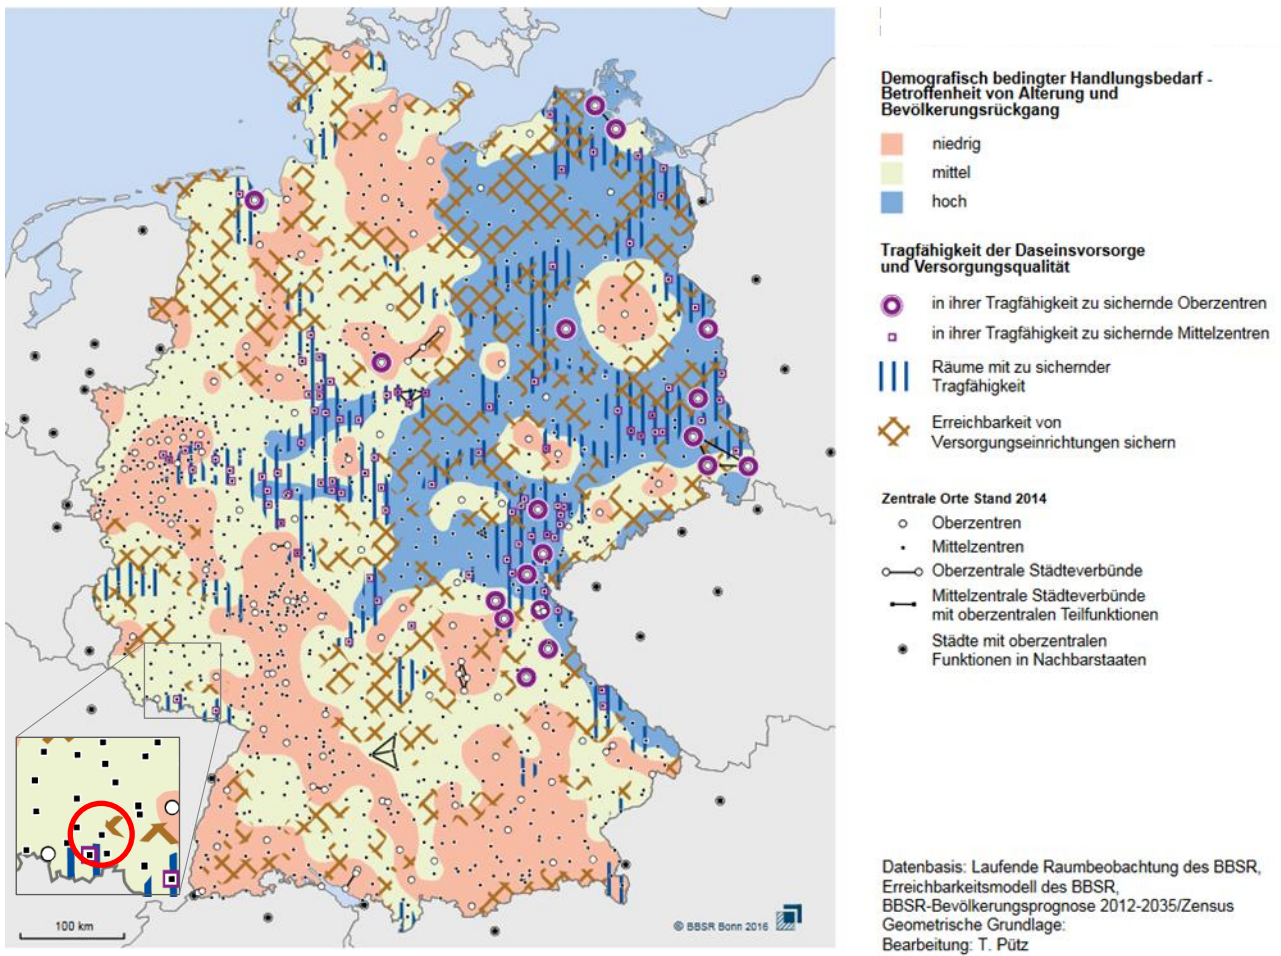 Demografisch bedingter Handlungsbedarf -
Betroffenheit von Alterung und
Bevölkerungsrückgang
niedrig
mittel
hoch
Tragfähigkeit der Daseinsvorsorge
und Versorgungsqualität
in ihrer Tragfähigkeit zu sichernde Oberzentren
in ihrer Tragfähigkeit zu sichernde Mittelzentren
Räume mit zu sichernder
Tragfähigkeit
Erreichbarkeit von
Versorgungseinrichtungen sichern
Zentrale Orte Stand 2014
Oberzentren
Mittelzentren
Oberzentrale Städteverbünde
Mittelzentrale Städteverbünde
mit oberzentralen Teilfunktionen
Städte mit oberzentralen
Funktionen in Nachbarstaaten
Datenbasis: Laufende Raumbeobachtung des BBSR,
Erreichbarkeitsmodell des BBSR,
BBSR-Bevölkerungsprognose 2012-2035/Zensus
Geometrische Grundlage:
Bearbeitung: T. Pütz
100 km
© BBSR Bonn 2016